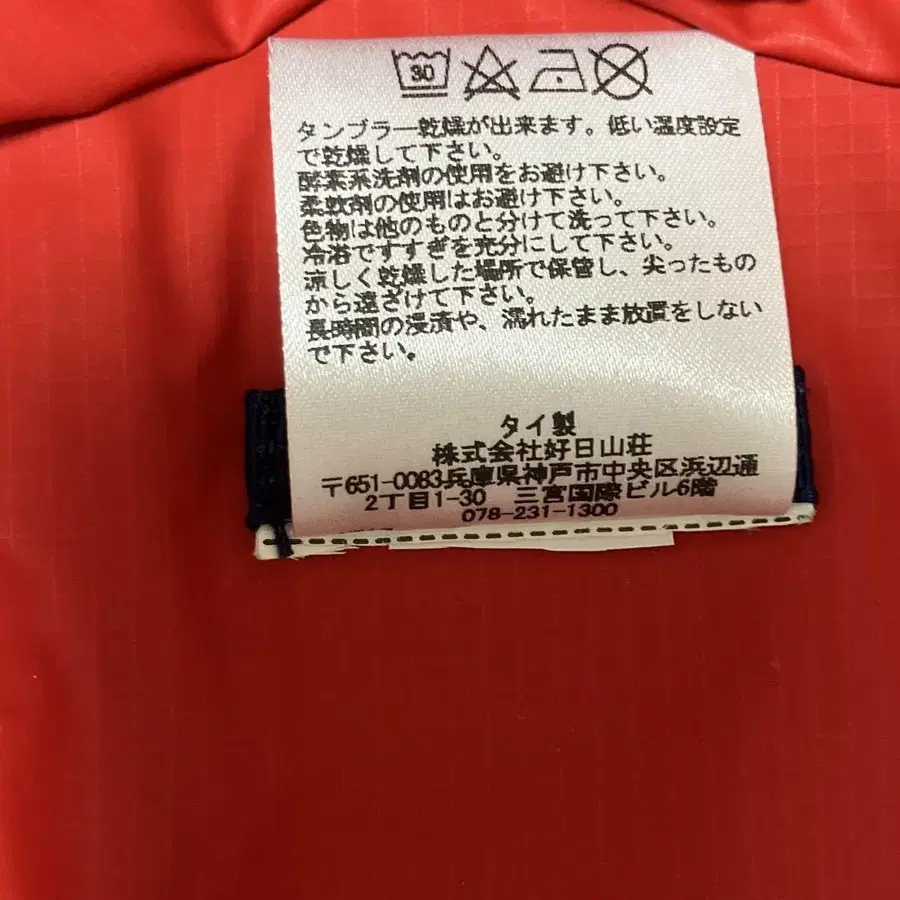 30
タンブラー乾燥が出来ます。低い温度設定
で乾燥して下さい。
酵素系洗剤の使用をお避け下さい。
柔軟剤の使用はお避け下さい。
色物は他のものと分けて洗って下さい。
冷浴ですすぎを充分にして下さい。
涼しく乾燥した場所で保管し、尖ったもの
から遠ざけて下さい。
長時間の浸漬や、濡れたまま放置をしない
で下さい。
タイ製
株式会社好日山荘
〒651-0083兵庫県神戸市中央区浜辺通
2丁目1-30 三宮国際ビル6階
078-231-1300